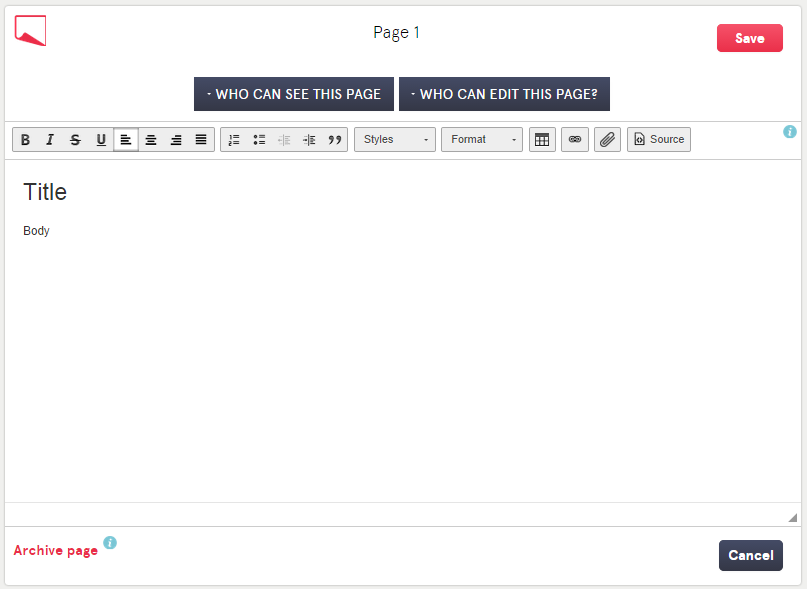 Page 1
Save
- WHO CAN SEE THIS PAGE
- WHO CAN EDIT THIS PAGE?
B I S U Styles Format Source
Title
Body
Archive page
Cancel